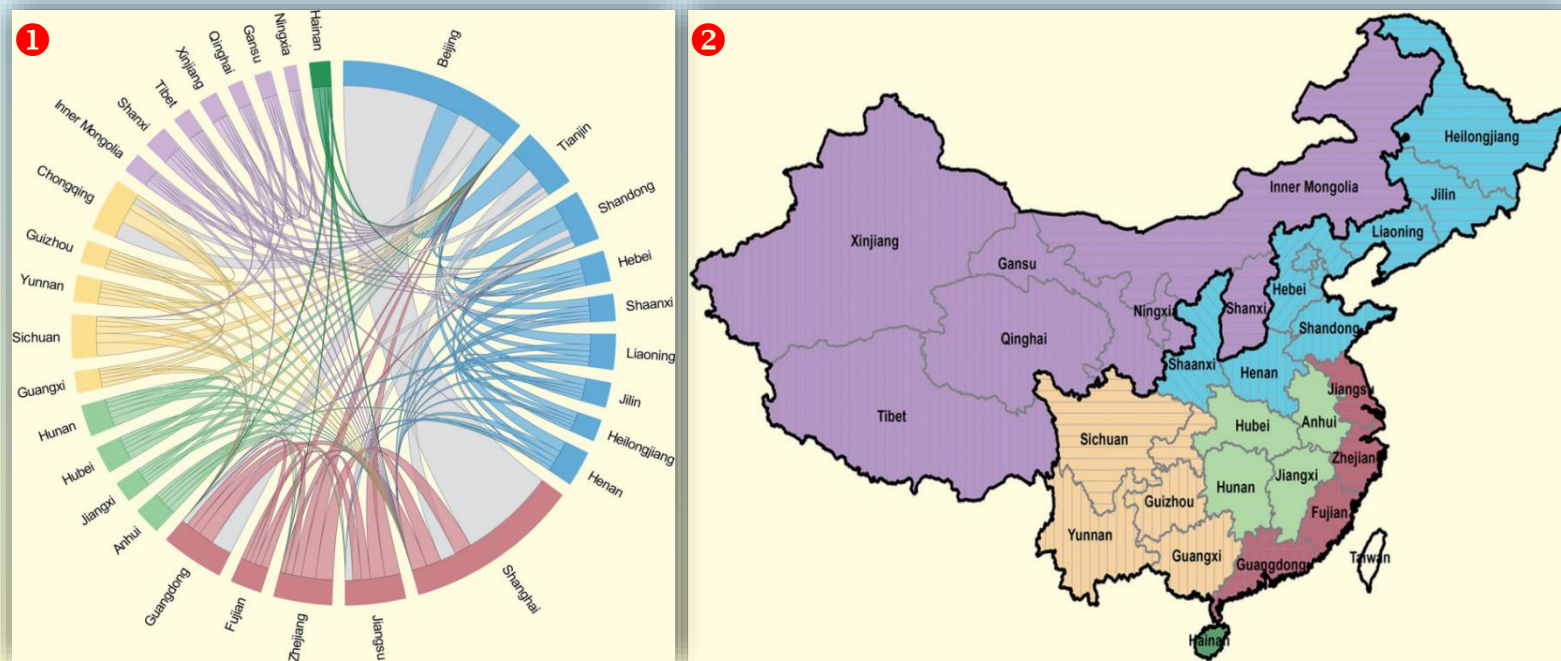 ❶
Beijing
Tianjin
Shandong
Hebei
Shaanxi
Liaoning
Jilin
Heilongjiang
Henan
Shanghai
Jiangsu
Zhejiang
Fujian
Guangdong
Anhui
Jiangxi
Hubei
Hunan
Guangxi
Sichuan
Yunnan
Guizhou
Chongqing
Inner Mongolia
Shanxi
Tibet
Xinjiang
Qinghai
Gansu
Ningxia
Hainan
❷
Heilongjiang
Jilin
Inner Mongolia
Liaoning
Xinjiang
Gansu
Hebei
Ningxia
Shanxi
Shandong
Qinghai
Shaanxi
Henan
Jiangsu
Tibet
Anhui
Hubei
Sichuan
Zhejiang
Jiangxi
Hunan
Guizhou
Fujian
Yunnan
Guangxi
Guangdong
Taiwan
Hainan